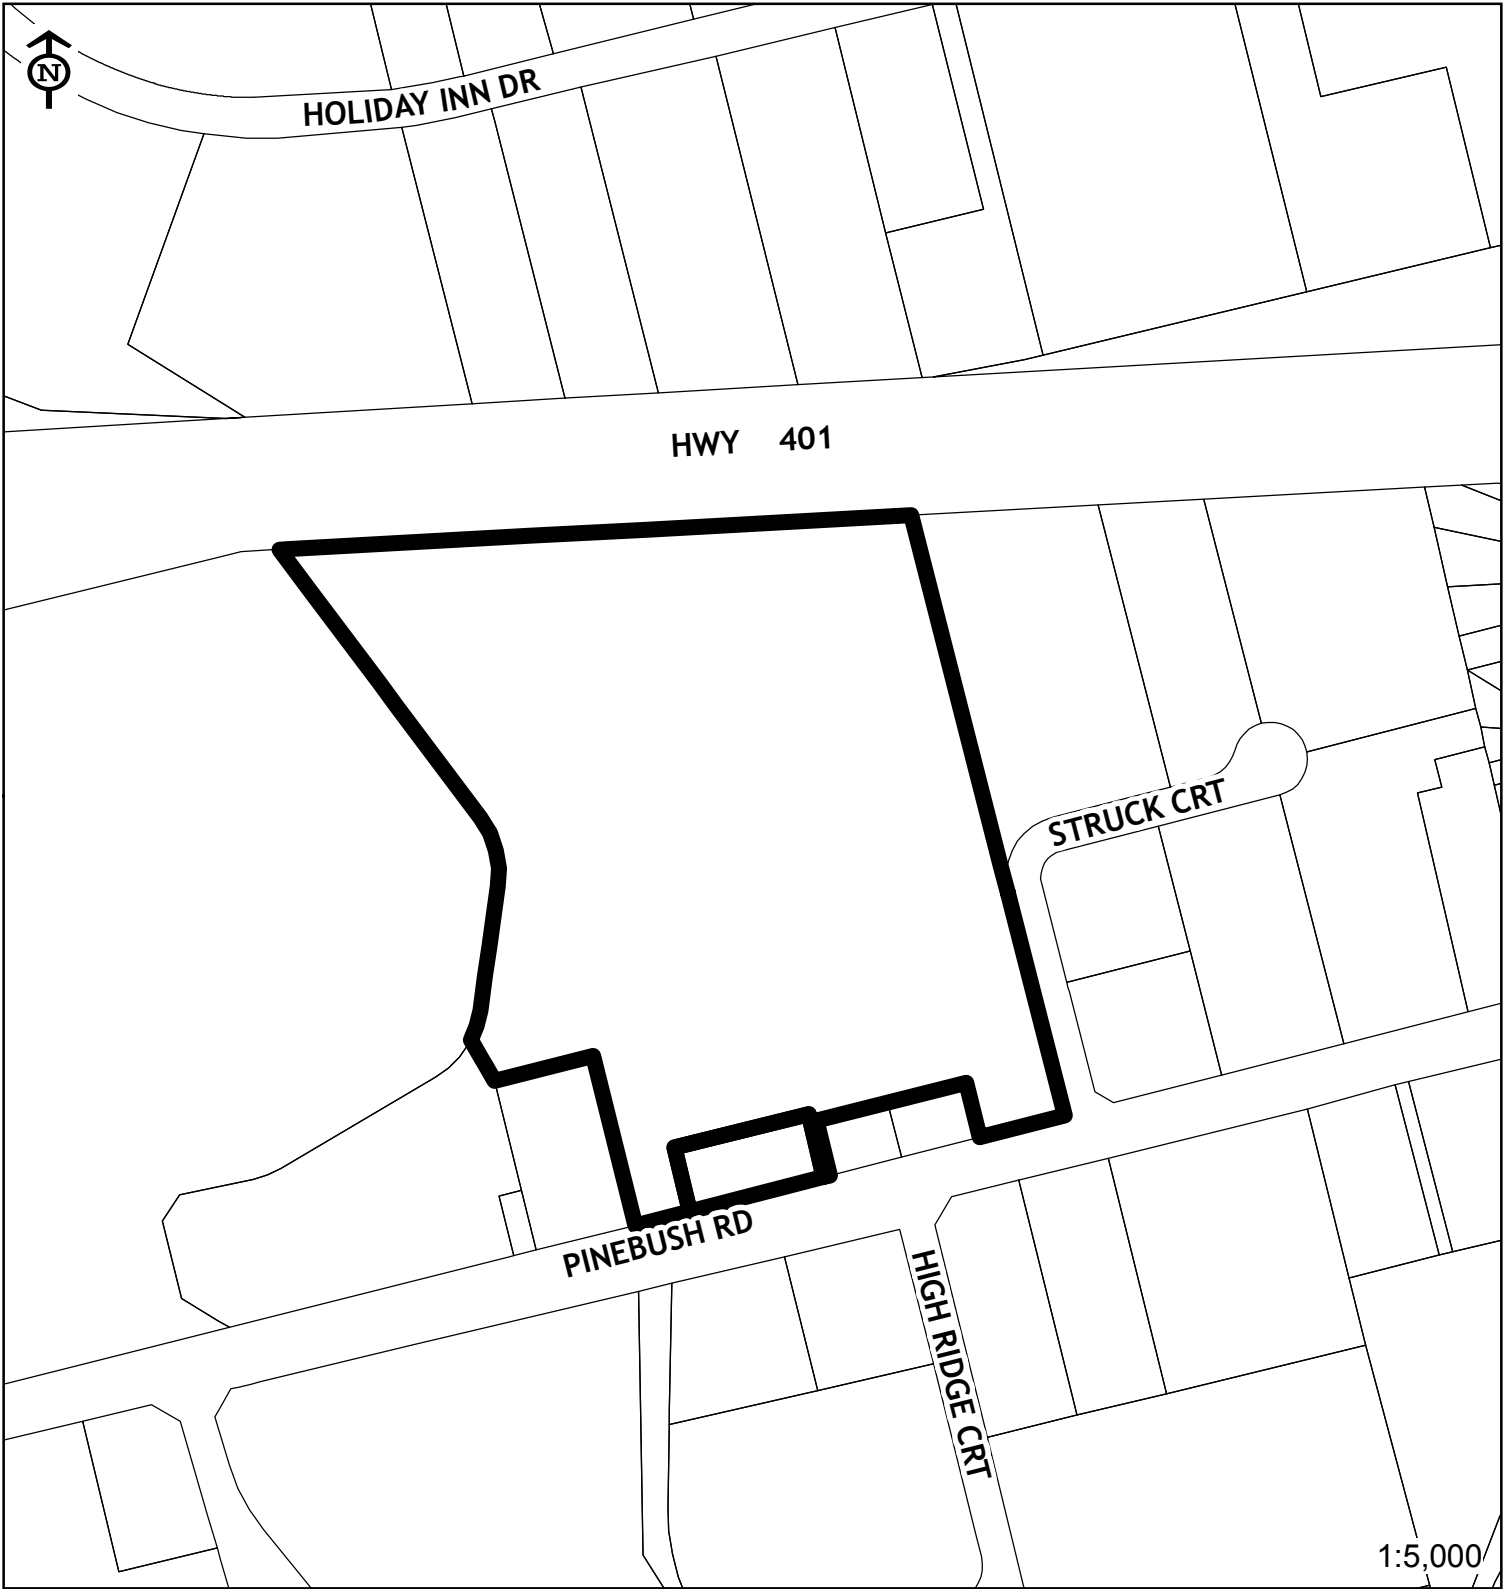 N
HOLIDAY INN DR
HWY 401
STRUCK CRT
PINEBUSH RD
HIGH RIDGE CRT
1:5,000